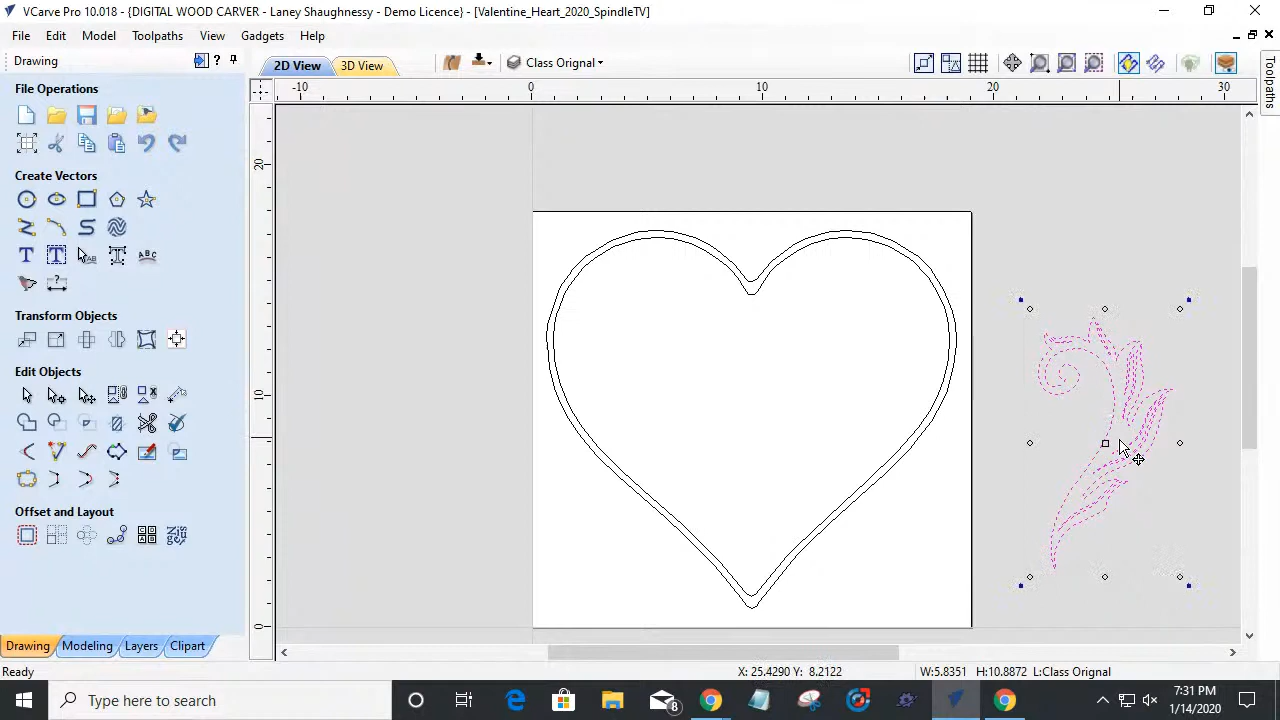 VCarve Pro 10.018 - {DIGITAL WOOD CARVER - Laney Shaughnessy - Demo Licence} - [Valentine_Heart_2020_SpindleTV]
File Edit Model Toolpaths View Gadgets Help
Drawing
2D View 3D View Class Orignal
File Operations
Create Vectors
Transform Objects
Edit Objects
Offset and Layout
-10 0 10 20 30
20
10
0
Toolpaths
Drawing Modeling Layers Clipart
Ready X: 25.4290 Y: 8.2122 W:5.8351 H:10.8872 L:Class Orignal
Type here to search
8
7:31 PM
1/14/2020